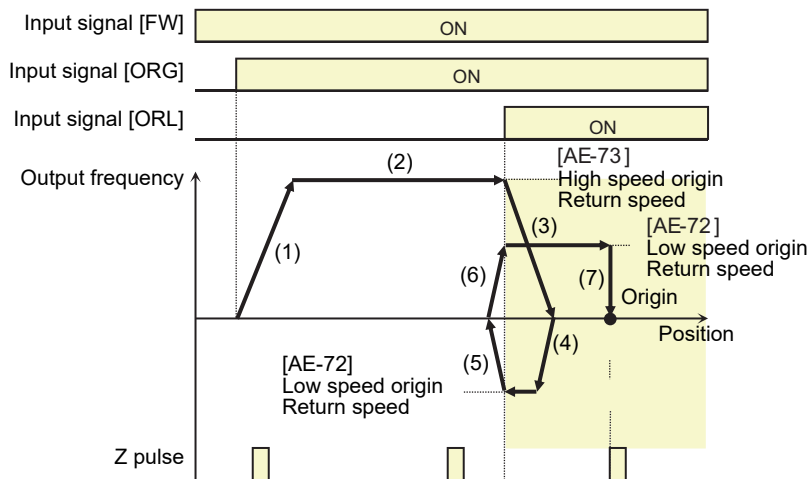 Input signal [FW]
ON
Input signal [ORG]
ON
Input signal [ORL]
ON
Output frequency
(1)
(2)
[AE-73]
High speed origin
Return speed
(3)
[AE-72]
Low speed origin
Return speed
(6)
(7)
Origin
Position
(4)
(5)
[AE-72]
Low speed origin
Return speed
Z pulse